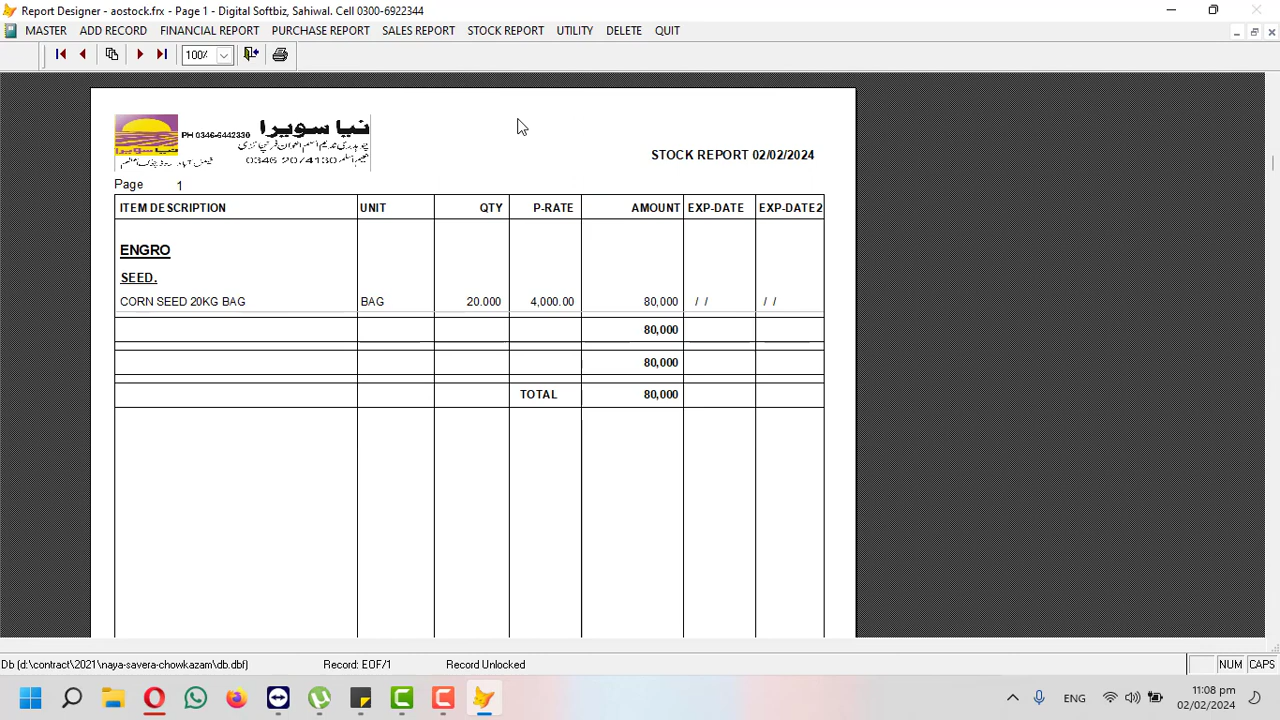 Report Designer - aostock.frx - Page 1 - Digital Softbiz, Sahiwal. Cell 0300-6922344
MASTER ADD RECORD FINANCIAL REPORT PURCHASE REPORT SALES REPORT STOCK REPORT UTILITY DELETE QUIT
100%
PH 0346-6442330 نیا سویرا
نیا سویرا
0346 2074130
STOCK REPORT 02/02/2024
Page 1
ITEM DESCRIPTION UNIT QTY P-RATE AMOUNT EXP-DATE EXP-DATE2
ENGRO
SEED.
CORN SEED 20KG BAG BAG 20.000 4,000.00 80,000 / / / /
80,000
80,000
TOTAL 80,000
Db (d:\contract\2021\naya-savera-chowkazam\db.dbf) Record: EOF/1 Record Unlocked NUM CAPS
ENG 11:08 pm
02/02/2024